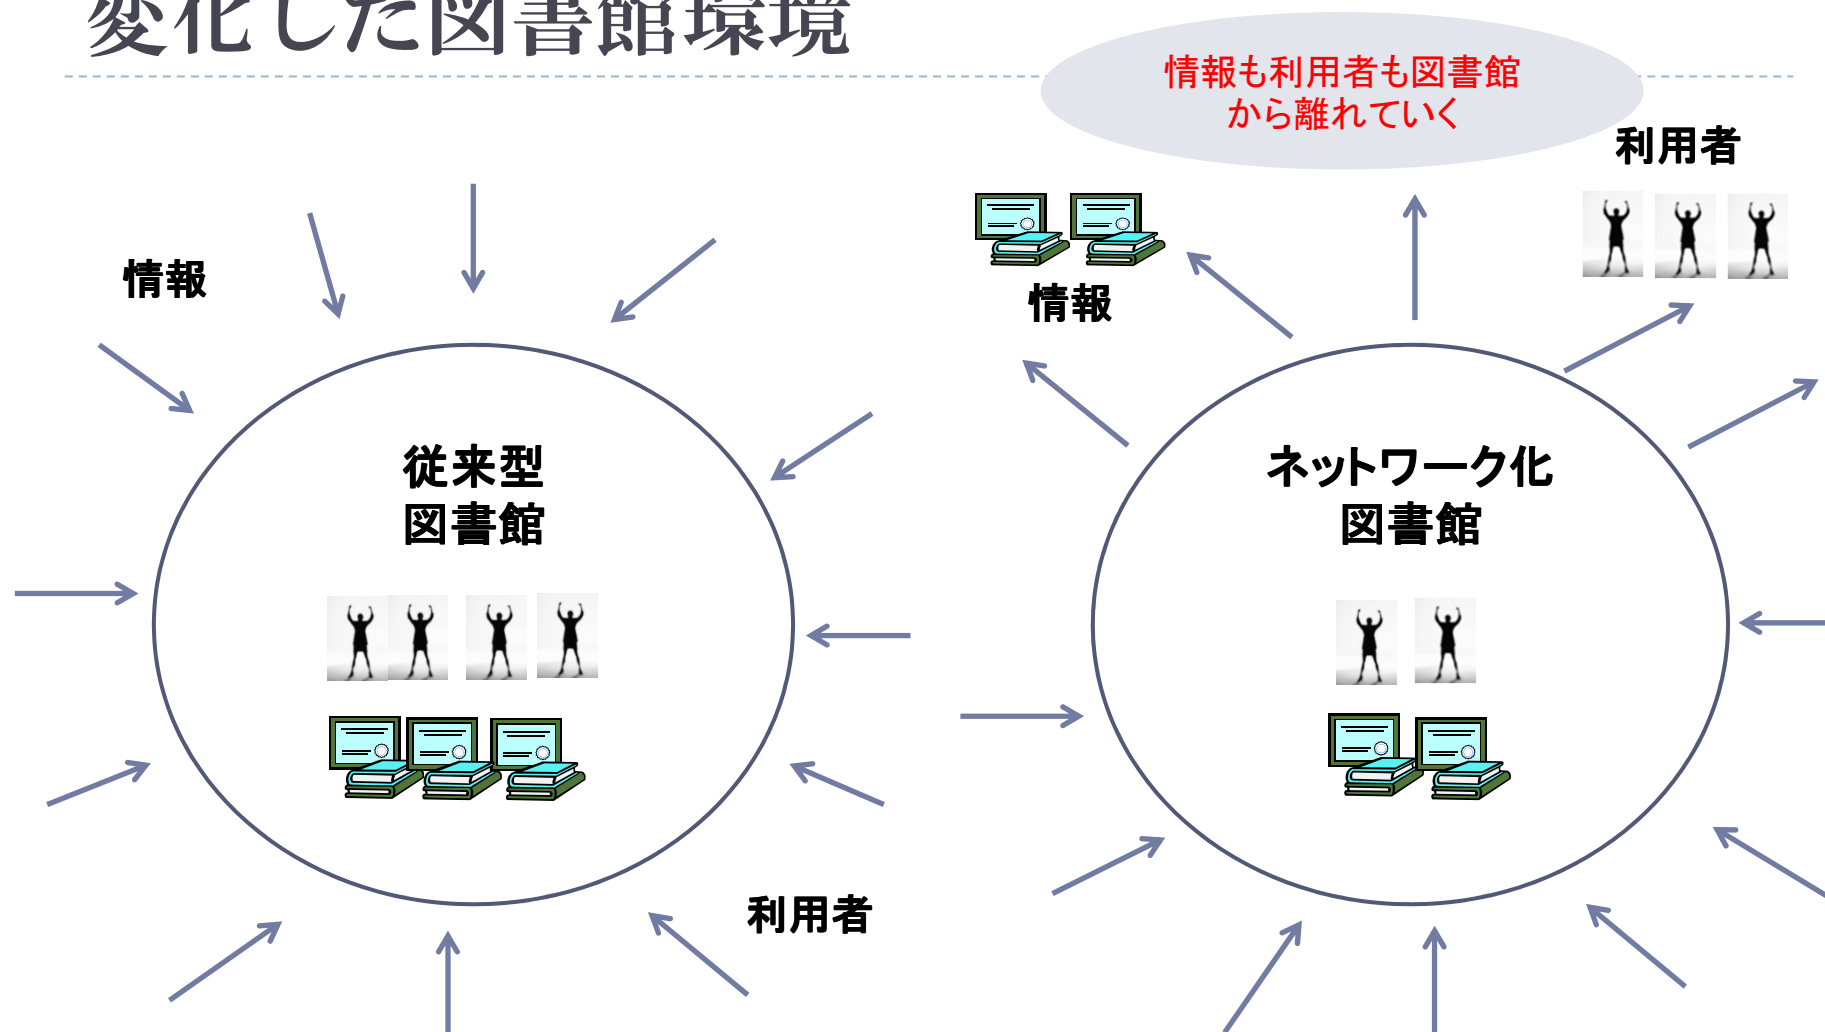 変化した図書館環境
情報も利用者も図書館
から離れていく
利用者
情報
情報
従来型
図書館
ネットワーク化
図書館
利用者